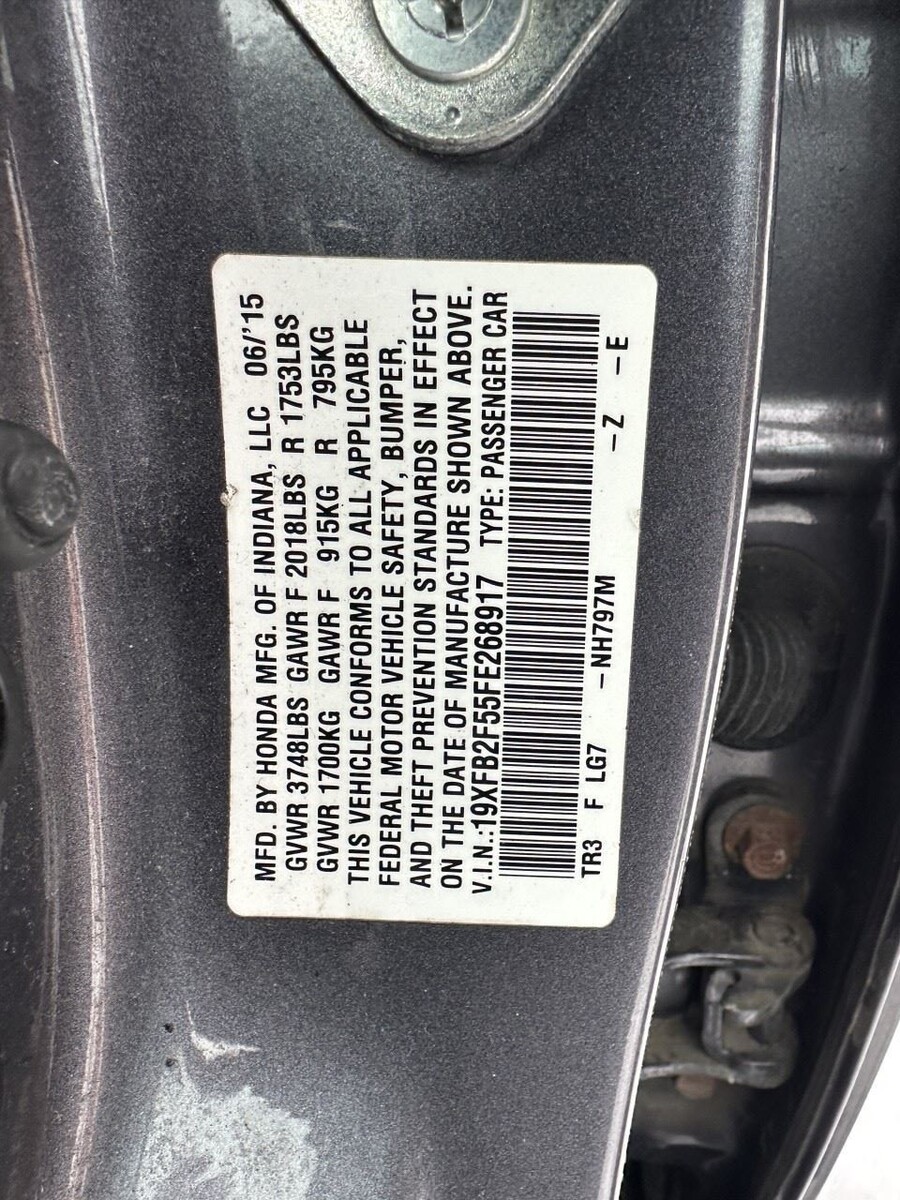 MFD. BY HONDA MFG. OF INDIANA, LLC 06/'15
GVWR 3748LBS GAWR F 2018LBS R 1753LBS
GVWR 1700KG GAWR F 915KG R 795KG
THIS VEHICLE CONFORMS TO ALL APPLICABLE
FEDERAL MOTOR VEHICLE SAFETY, BUMPER,
AND THEFT PREVENTION STANDARDS IN EFFECT
ON THE DATE OF MANUFACTURE SHOWN ABOVE.
V.I.N.:19XFB2F55FE268917 TYPE: PASSENGER CAR
TR3 F LG7 -NH797M -Z -E